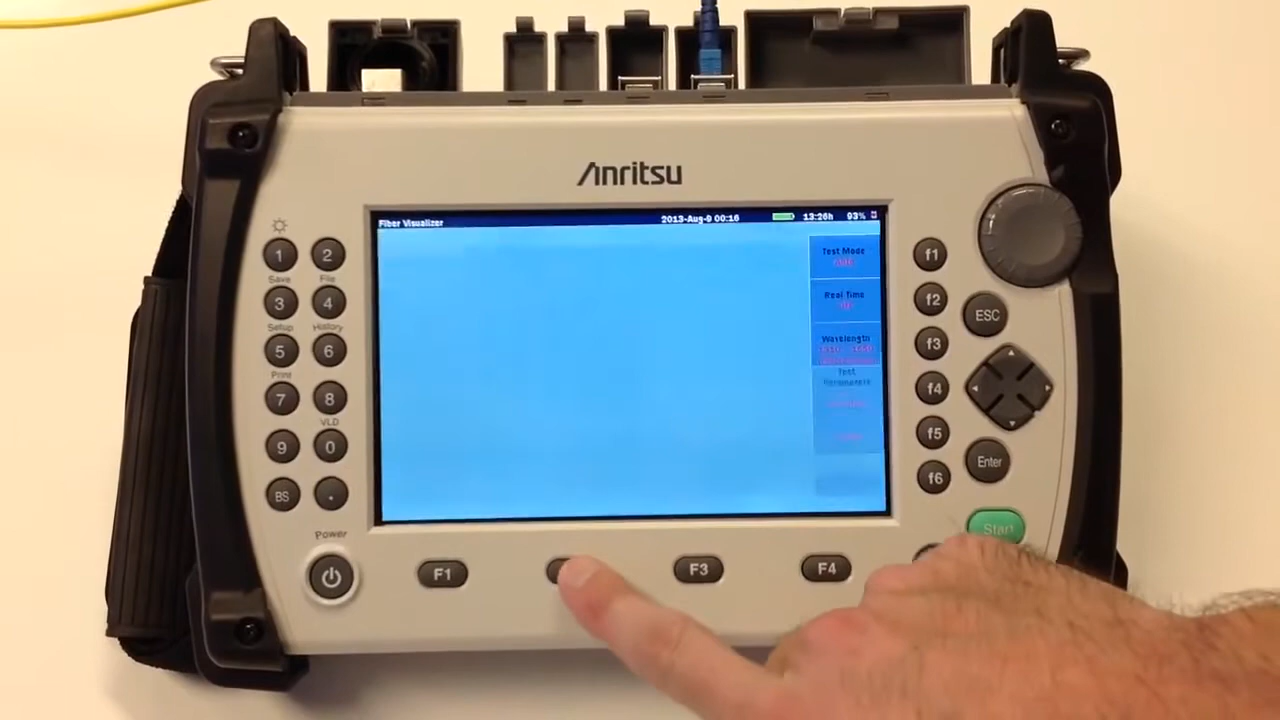 Anritsu
Fiber Visualizer 2013-Aug-9 00:16 13:26h 93%
Test Mode
Real Time
Wavelength
Test
Parameters
1
2
Save
File
3
4
Setup
History
5
6
Print
7
8
VLD
9
0
BS
.
Power
F1
F3
F4
f1
f2
f3
f4
f5
f6
ESC
Enter
Start